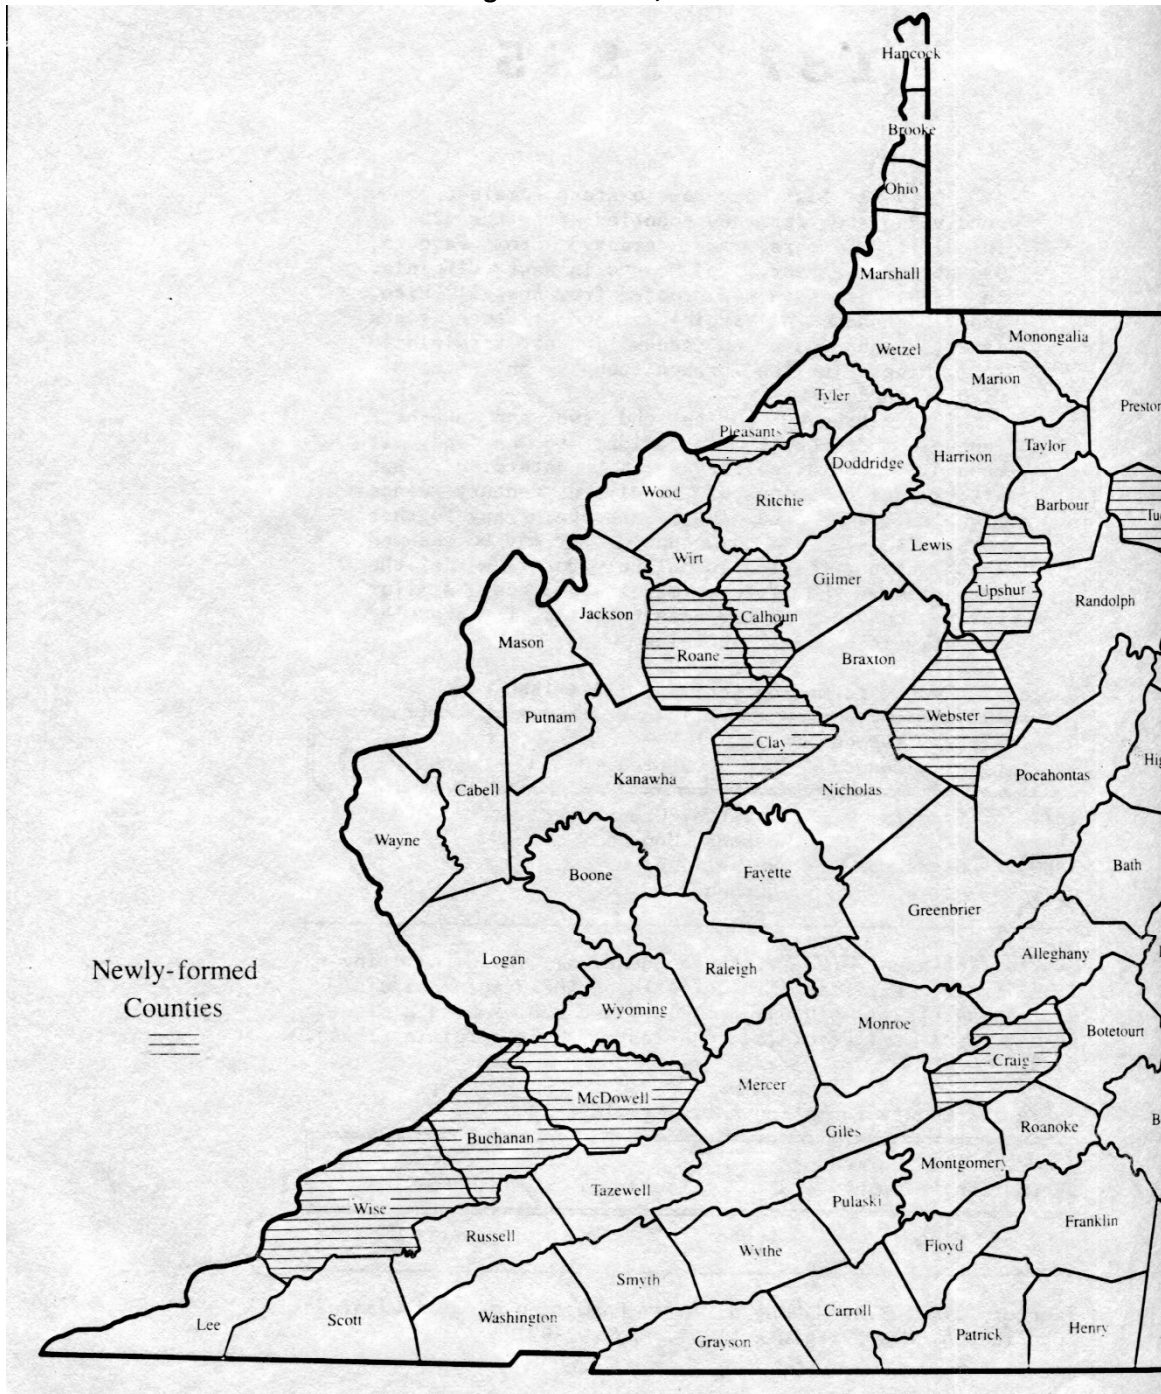 Hancock
Brooke
Ohio
Marshall
Wetzel
Monongalia
Marion
Tyler
Pleasants
Doddridge
Harrison
Taylor
Wood
Ritchie
Barbour
Wirt
Gilmer
Lewis
Upshur
Randolph
Jackson
Calhoun
Mason
Roane
Braxton
Putnam
Clay
Webster
Kanawha
Cabell
Nicholas
Pocahontas
Wayne
Boone
Fayette
Bath
Greenbrier
Newly-formed
Counties
Logan
Raleigh
Alleghany
Wyoming
Monroe
Botetourt
Craig
McDowell
Mercer
Buchanan
Giles
Roanoke
Montgomery
Tazewell
Pulaski
Wise
Russell
Wythe
Floyd
Franklin
Smyth
Lee
Scott
Washington
Carroll
Grayson
Patrick
Henry